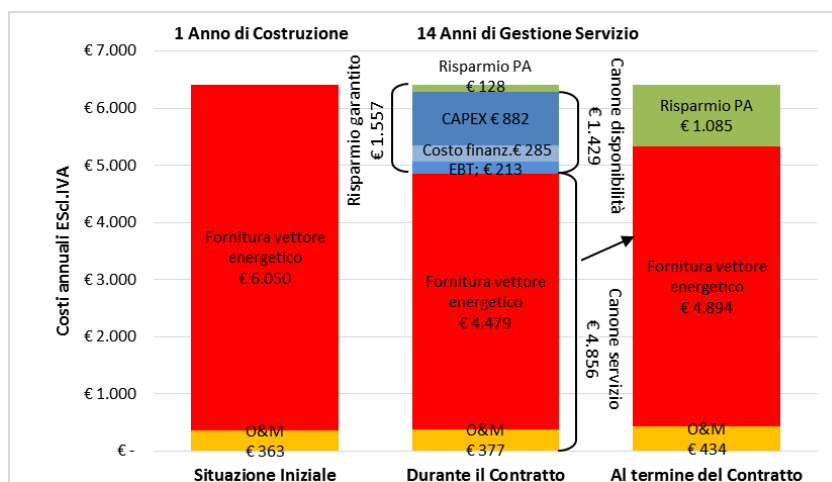 1 Anno di Costruzione
14 Anni di Gestione Servizio
Costi annuali EScl.IVA
€ 7.000
€ 6.000
€ 5.000
€ 4.000
€ 3.000
€ 2.000
€ 1.000
€ -
Fornitura vettore
energetico
€ 6.050
O&M
€ 363
Situazione Iniziale
Risparmio garantito
€ 1.557
Risparmio PA
€ 128
CAPEX € 882
Costo finanz.€ 285
EBT; € 213
Fornitura vettore
energetico
€ 4.479
O&M
€ 377
Durante il Contratto
Canone disponibilità
€ 1.429
Canone servizio
€ 4.856
Risparmio PA
€ 1.085
Fornitura vettore
energetico
€ 4.894
O&M
€ 434
Al termine del Contratto